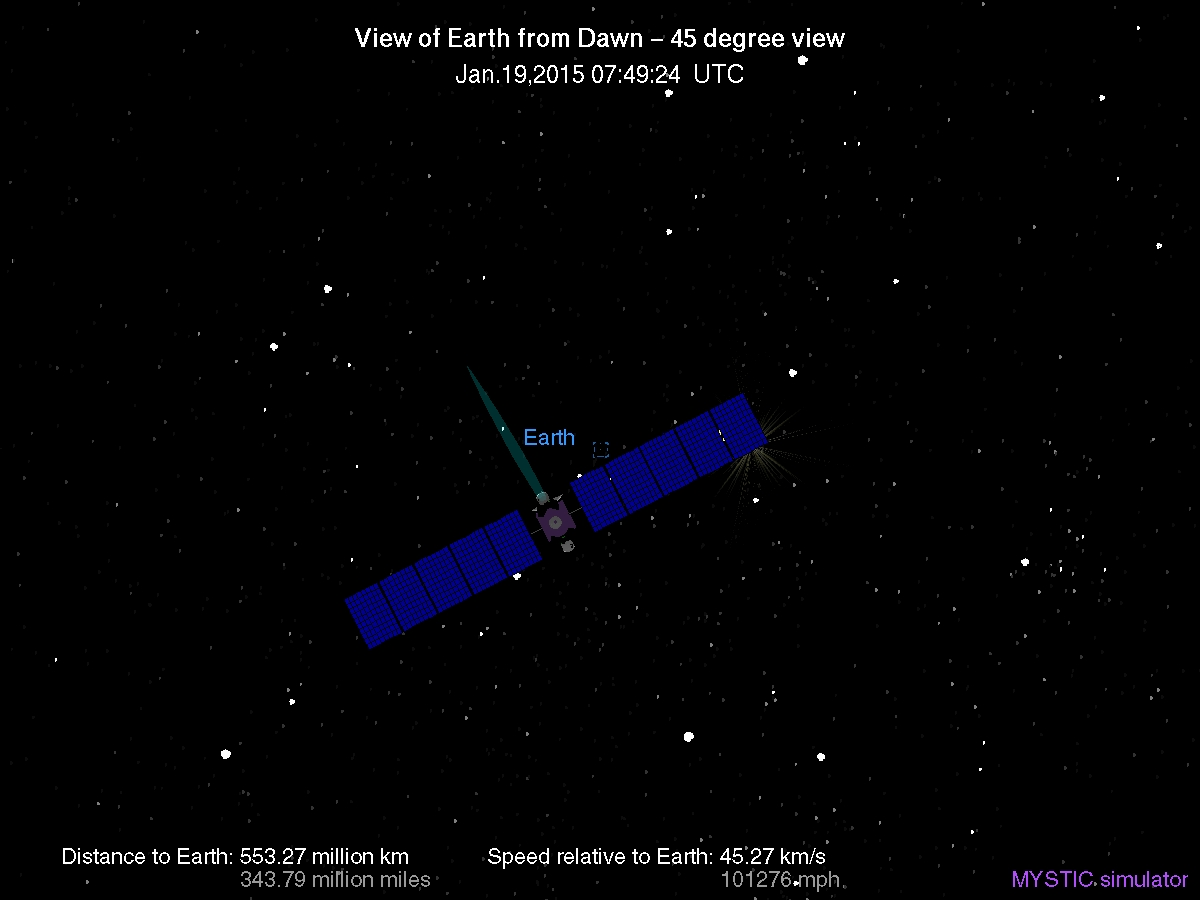 View of Earth from Dawn – 45 degree view
Jan.19,2015 07:49:24 UTC
Earth
Distance to Earth: 553.27 million km
343.79 million miles
Speed relative to Earth: 45.27 km/s
101276 mph
MYSTIC simulator